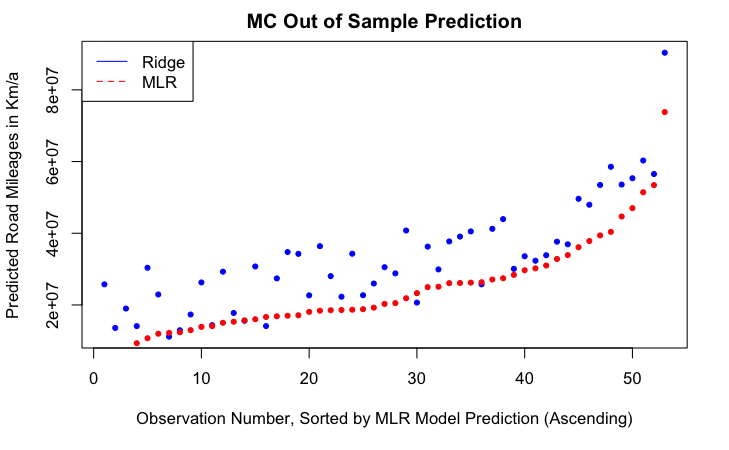 MC Out of Sample Prediction
Ridge
MLR
Predicted Road Mileages in Km/a
8e+07
6e+07
4e+07
2e+07
0 10 20 30 40 50
Observation Number, Sorted by MLR Model Prediction (Ascending)